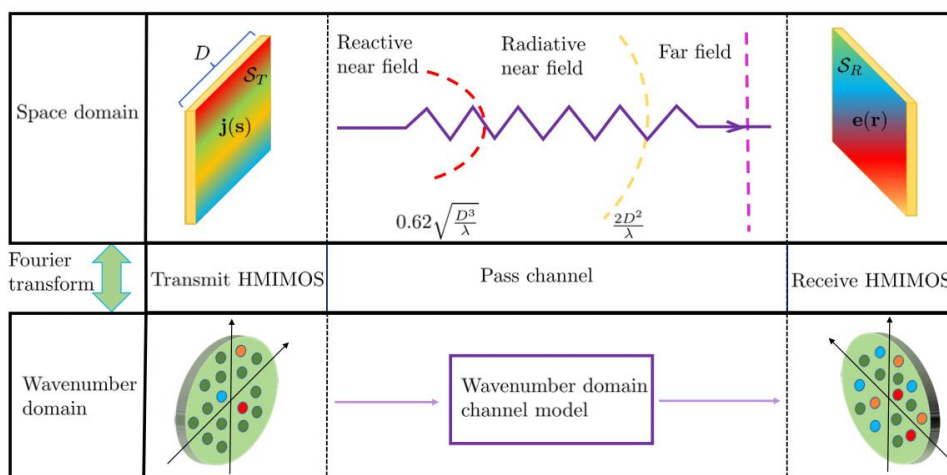 Space domain
D
𝒮_T
j(s)
Reactive
near field
Radiative
near field
Far field
0.62√(D³/λ)
2D²/λ
𝒮_R
e(r)
Fourier
transform
Transmit HMIMOS
Pass channel
Receive HMIMOS
Wavenumber
domain
Wavenumber domain
channel model